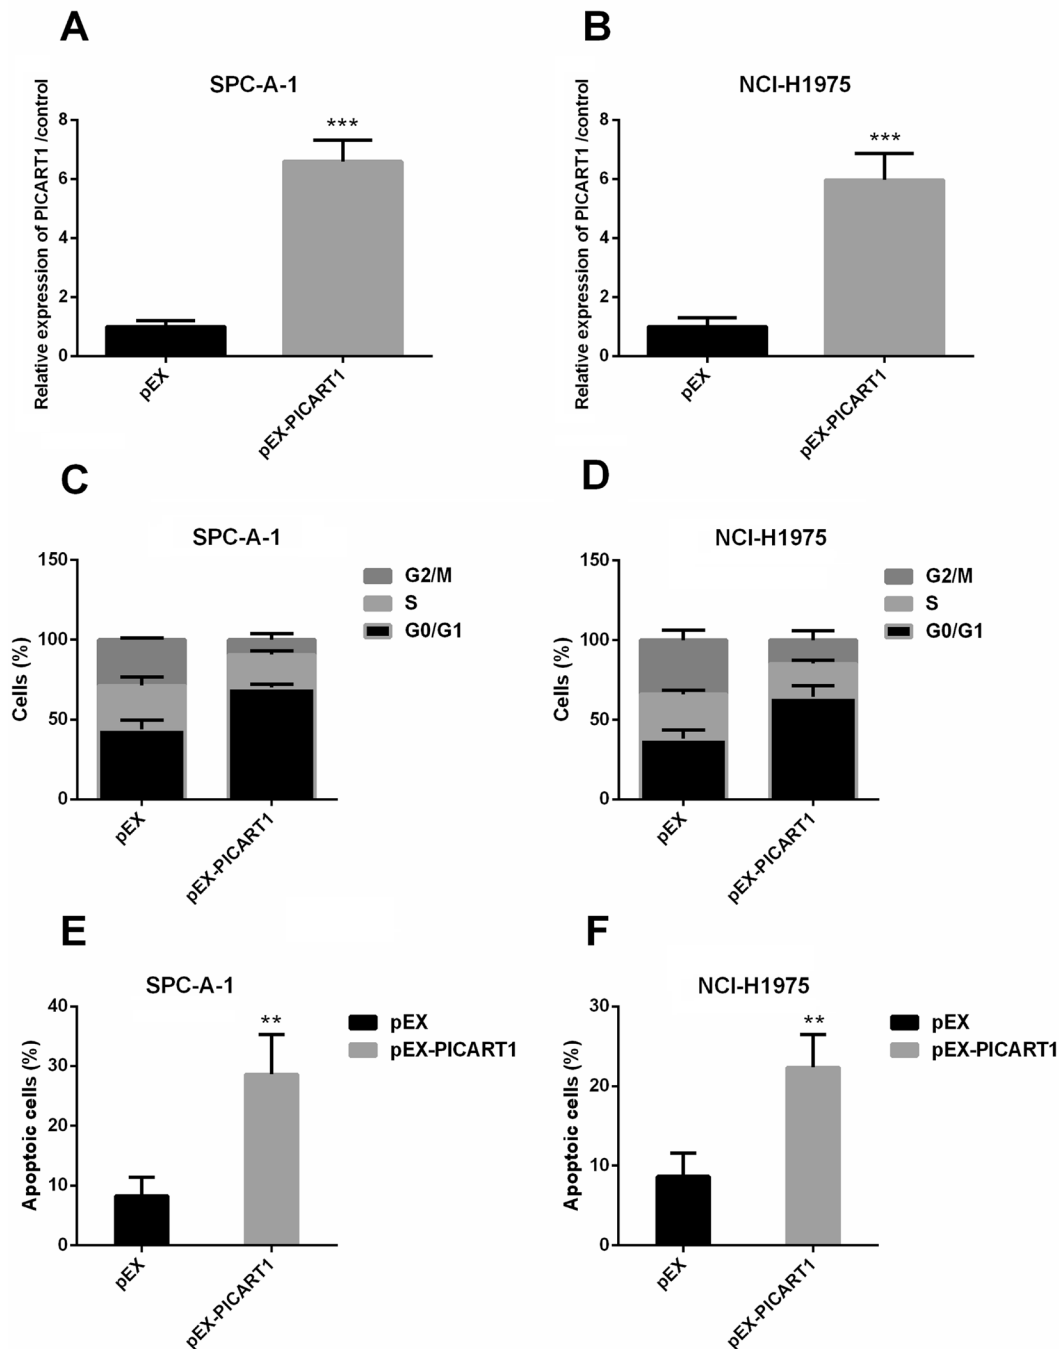 A
SPC-A-1
Relative expression of PICART1 /control
8
6
4
2
0
***
pEX
pEX-PICART1
B
NCI-H1975
Relative expression of PICART1 /control
8
6
4
2
0
***
pEX
pEX-PICART1
C
SPC-A-1
Cells (%)
150
100
50
0
pEX
pEX-PICART1
G2/M
S
G0/G1
D
NCI-H1975
Cells (%)
150
100
50
0
pEX
pEX-PICART1
G2/M
S
G0/G1
E
SPC-A-1
Apoptoic cells (%)
40
30
20
10
0
**
pEX
pEX-PICART1
pEX
pEX-PICART1
F
NCI-H1975
Apoptoic cells (%)
30
20
10
0
**
pEX
pEX-PICART1
pEX
pEX-PICART1